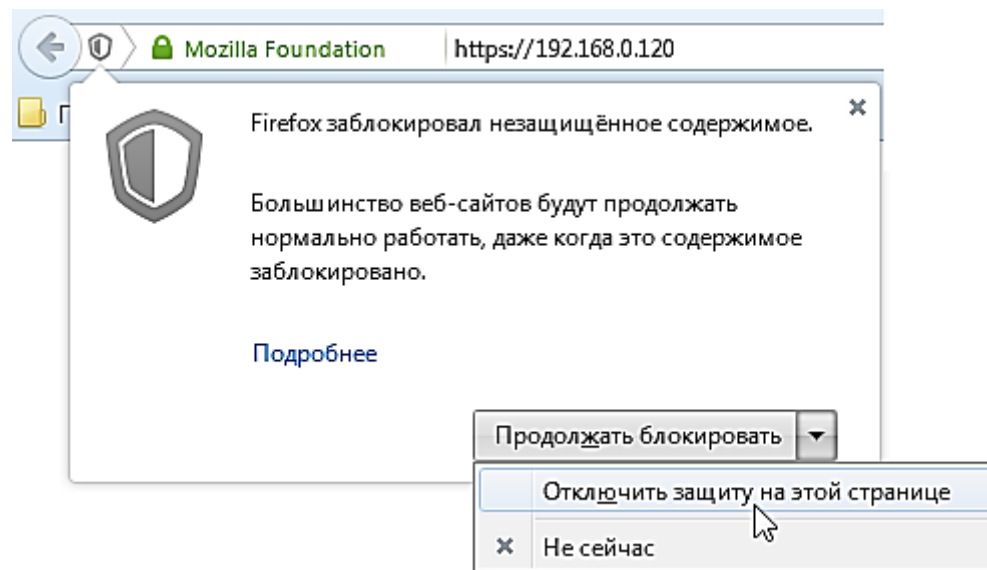 Mozilla Foundation https://192.168.0.120
П
Firefox заблокировал незащищённое содержимое.
Большинство веб-сайтов будут продолжать
нормально работать, даже когда это содержимое
заблокировано.
Подробнее
Продолжать блокировать
Отключить защиту на этой странице
Не сейчас